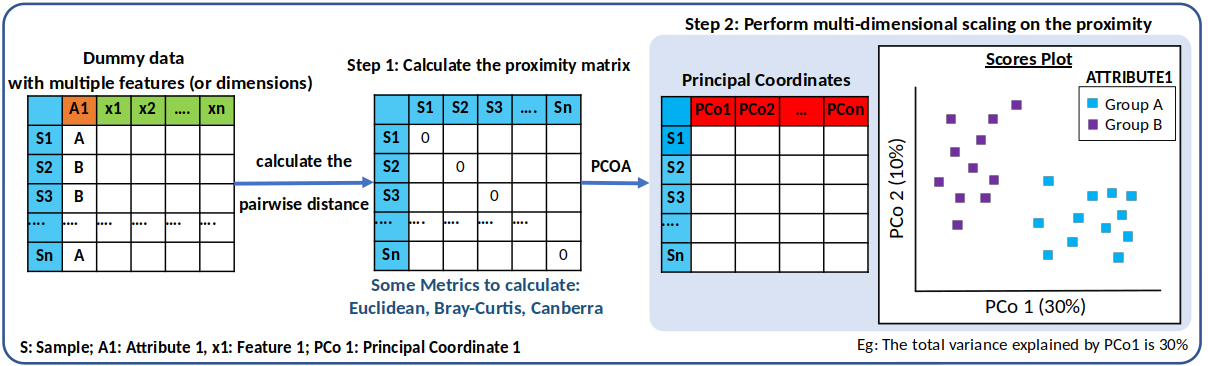 Step 2: Perform multi-dimensional scaling on the proximity
Dummy data
with multiple features (or dimensions)
A1 x1 x2 .... xn
S1 A
S2 B
S3 B
.... .... .... .... .... ....
Sn A
calculate the
pairwise distance
Step 1: Calculate the proximity matrix
S1 S2 S3 .... Sn
S1 0
S2 0
S3 0
.... .... .... .... ....
Sn 0
Some Metrics to calculate:
Euclidean, Bray-Curtis, Canberra
PCOA
Principal Coordinates
PCo1 PCo2 ... PCon
S1
S2
S3
....
Sn
Scores Plot
ATTRIBUTE1
Group A
Group B
PCo 2 (10%)
PCo 1 (30%)
S: Sample; A1: Attribute 1, x1: Feature 1; PCo 1: Principal Coordinate 1
Eg: The total variance explained by PCo1 is 30%